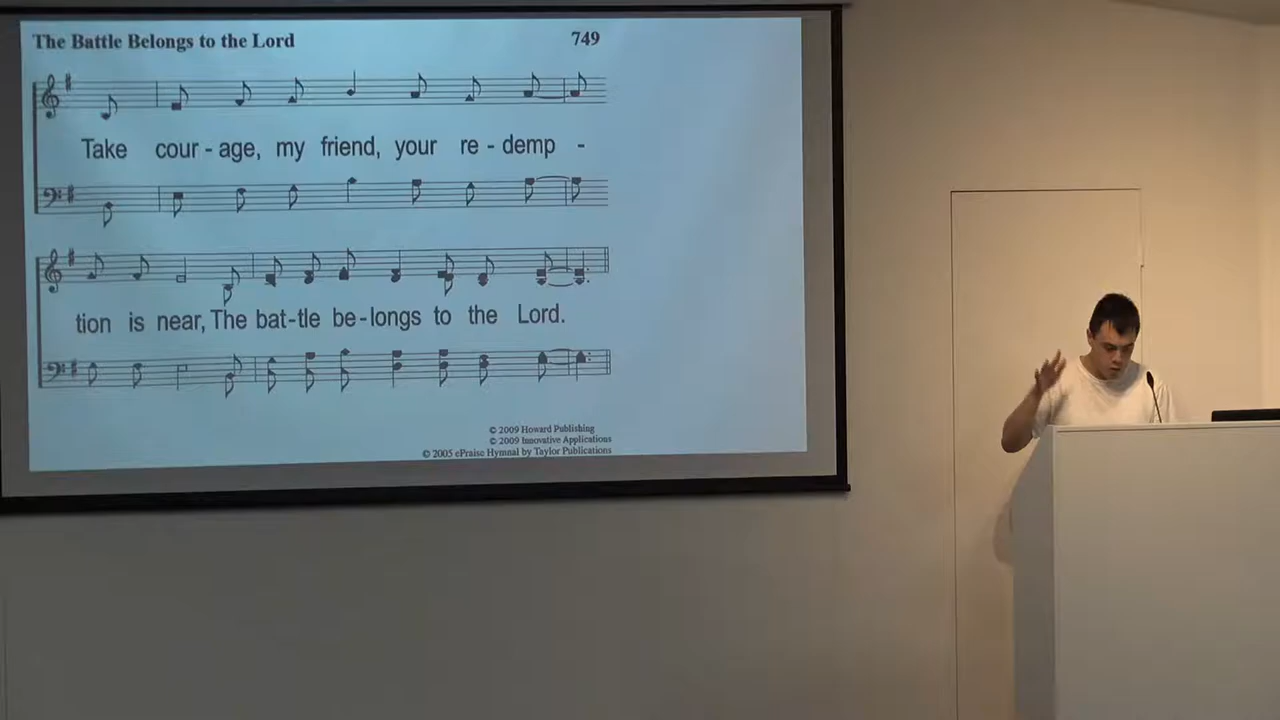 The Battle Belongs to the Lord 749
Take cour - age, my friend, your re - demp -
tion is near, The bat - tle be - longs to the Lord.
© 2009 Howard Publishing
© 2009 Innovative Applications
© 2005 ePraise Hymnal by Taylor Publications